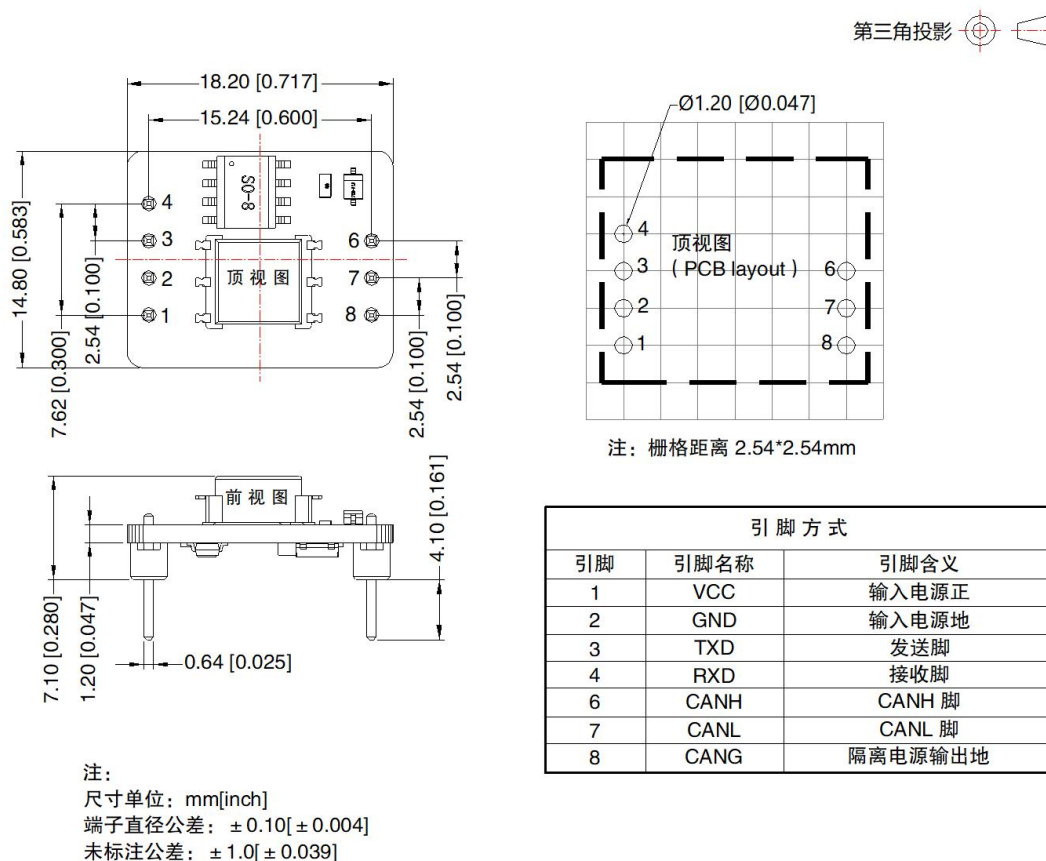 第三角投影
18.20 [0.717]
15.24 [0.600]
14.80 [0.583]
7.62 [0.300]
2.54 [0.100]
4
3
2
1
SO-8
顶视图
6
7
8
2.54 [0.100]
2.54 [0.100]
Ø1.20 [Ø0.047]
4
3
2
1
顶视图
( PCB layout )
6
7
8
注：栅格距离 2.54*2.54mm
前视图
7.10 [0.280]
1.20 [0.047]
0.64 [0.025]
4.10 [0.161]
引脚方式
引脚 引脚名称 引脚含义
1 VCC 输入电源正
2 GND 输入电源地
3 TXD 发送脚
4 RXD 接收脚
6 CANH CANH 脚
7 CANL CANL 脚
8 CANG 隔离电源输出地
注：
尺寸单位：mm[inch]
端子直径公差：±0.10[±0.004]
未标注公差：±1.0[±0.039]